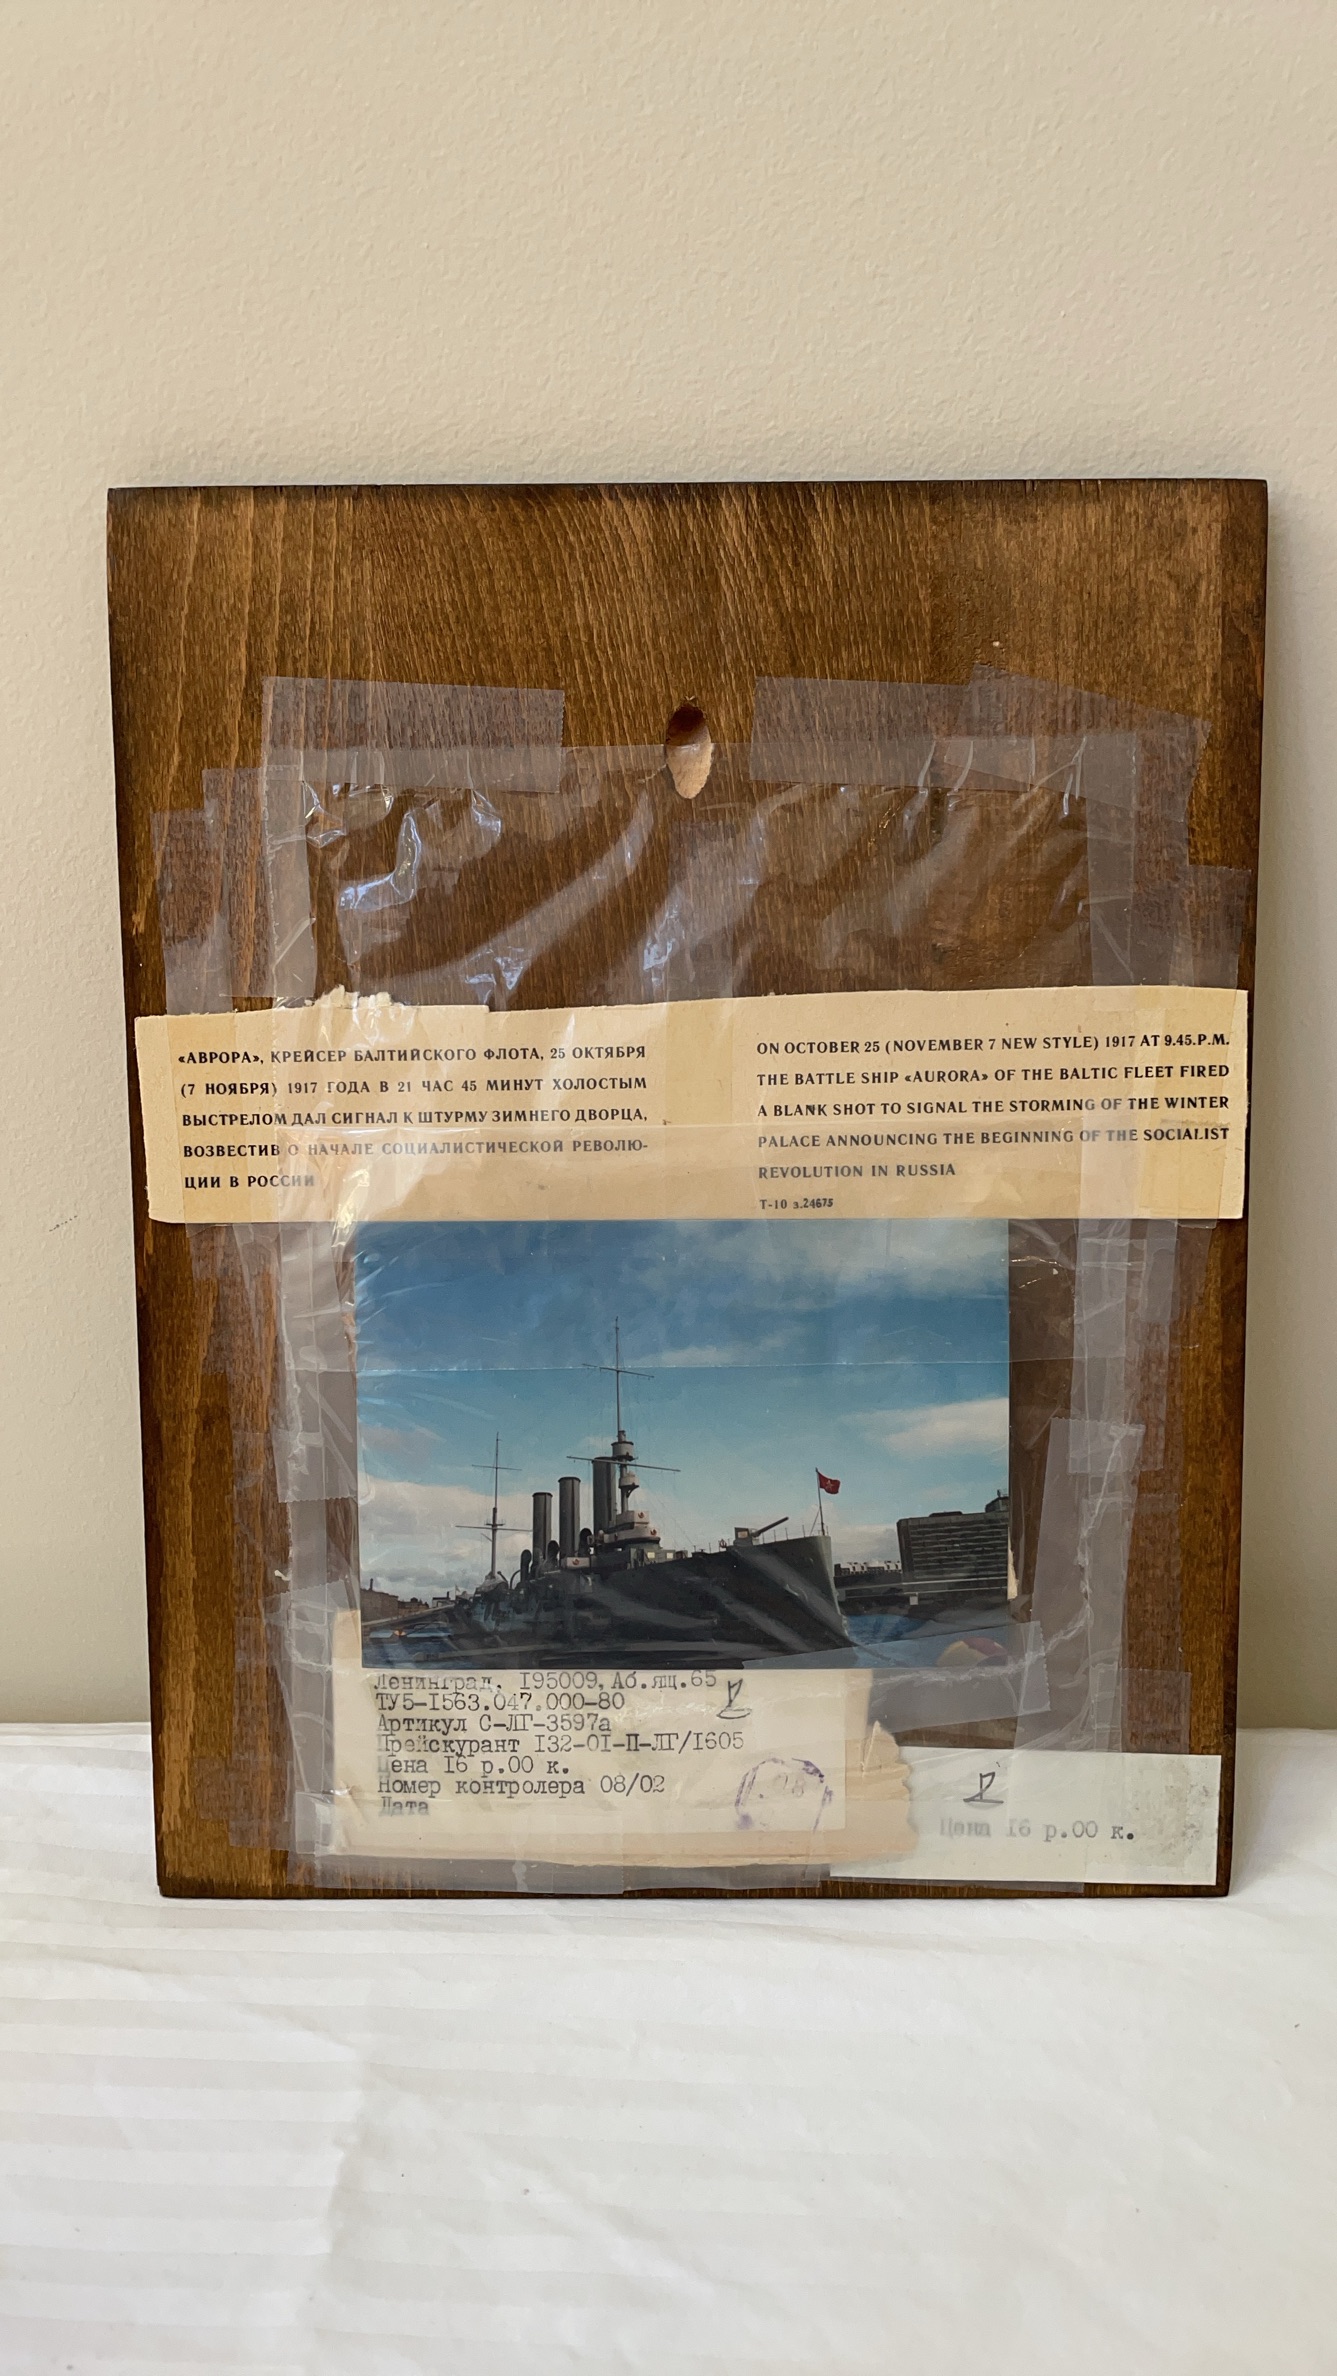 «АВРОРА», КРЕЙСЕР БАЛТИЙСКОГО ФЛОТА, 25 ОКТЯБРЯ
(7 НОЯБРЯ) 1917 ГОДА В 21 ЧАС 45 МИНУТ ХОЛОСТЫМ
ВЫСТРЕЛОМ ДАЛ СИГНАЛ К ШТУРМУ ЗИМНЕГО ДВОРЦА,
ВОЗВЕСТИВ О НАЧАЛЕ СОЦИАЛИСТИЧЕСКОЙ РЕВОЛЮ-
ЦИИ В РОССИИ
ON OCTOBER 25 (NOVEMBER 7 NEW STYLE) 1917 AT 9.45.P.M.
THE BATTLE SHIP «AURORA» OF THE BALTIC FLEET FIRED
A BLANK SHOT TO SIGNAL THE STORMING OF THE WINTER
PALACE ANNOUNCING THE BEGINNING OF THE SOCIALIST
REVOLUTION IN RUSSIA
Т-10 з.24675
Ленинград, I95009, Аб.ящ.65
ТУ5-I563.047.000-80
Артикул С-ЛГ-3597а
Прейскурант I32-OI-П-ЛГ/I605
Цена I6 р.00 к.
Номер контролера 08/02
Дата
Цена I6 р.00 к.